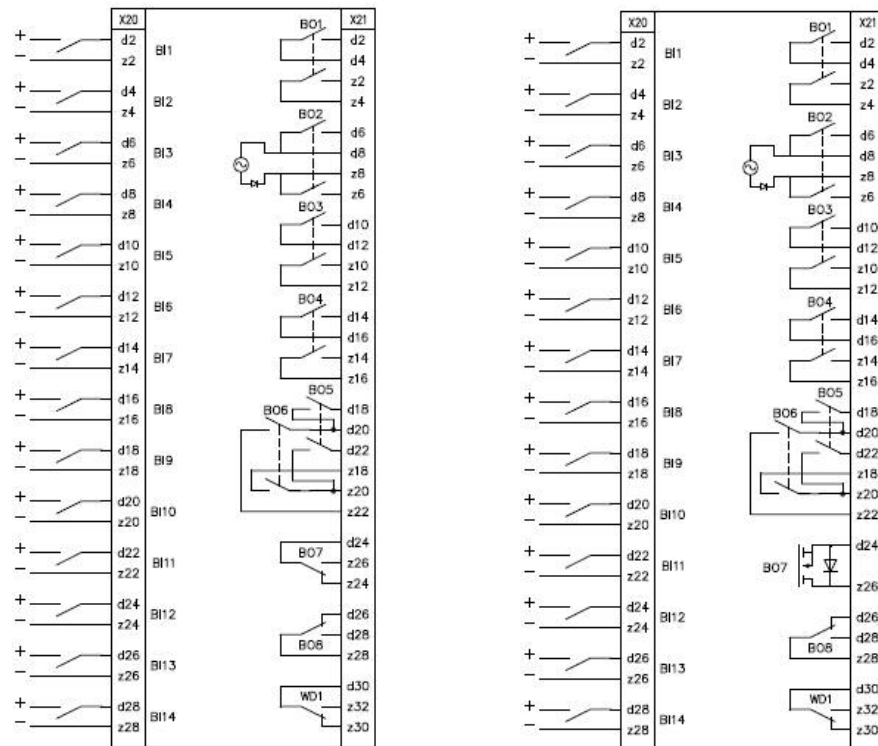 X20
+ d2
− z2
BI1
+ d4
− z4
BI2
+ d6
− z6
BI3
+ d8
− z8
BI4
+ d10
− z10
BI5
+ d12
− z12
BI6
+ d14
− z14
BI7
+ d16
− z16
BI8
+ d18
− z18
BI9
+ d20
− z20
BI10
+ d22
− z22
BI11
+ d24
− z24
BI12
+ d26
− z26
BI13
+ d28
− z28
BI14
X21
BO1
d2
d4
z2
z4
BO2
d6
d8
z8
z6
BO3
d10
d12
z10
z12
BO4
d14
d16
z14
z16
BO5
BO6
d18
d20
d22
z18
z20
z22
BO7
d24
z26
z24
BO8
d26
d28
z28
WD1
d30
z32
z30
X20
+ d2
− z2
BI1
+ d4
− z4
BI2
+ d6
− z6
BI3
+ d8
− z8
BI4
+ d10
− z10
BI5
+ d12
− z12
BI6
+ d14
− z14
BI7
+ d16
− z16
BI8
+ d18
− z18
BI9
+ d20
− z20
BI10
+ d22
− z22
BI11
+ d24
− z24
BI12
+ d26
− z26
BI13
+ d28
− z28
BI14
X21
BO1
d2
d4
z2
z4
BO2
d6
d8
z8
z6
BO3
d10
d12
z10
z12
BO4
d14
d16
z14
z16
BO5
BO6
d18
d20
d22
z18
z20
z22
BO7
d24
z26
BO8
d26
d28
z28
WD1
d30
z32
z30